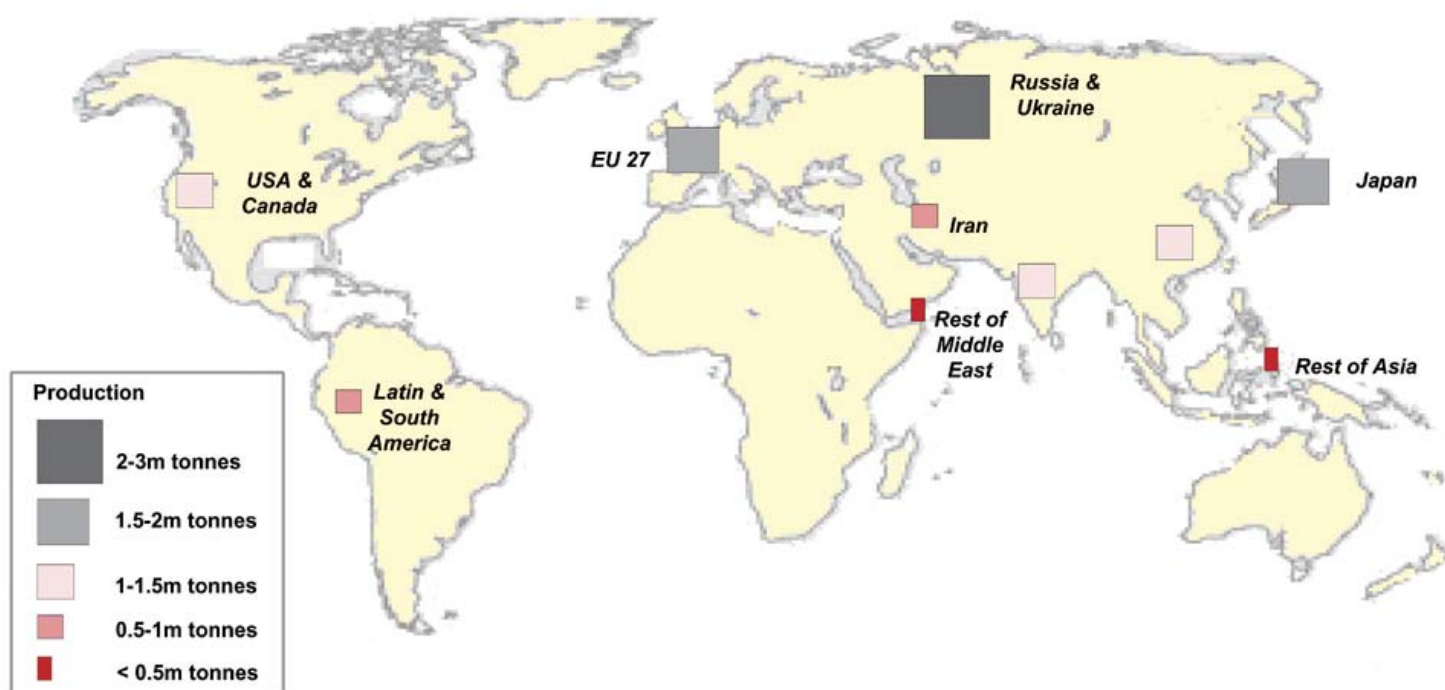 Russia &
Ukraine
EU 27
USA &
Canada
Japan
Iran
Rest of
Middle
East
Rest of Asia
Latin &
South
America
Production
2-3m tonnes
1.5-2m tonnes
1-1.5m tonnes
0.5-1m tonnes
< 0.5m tonnes